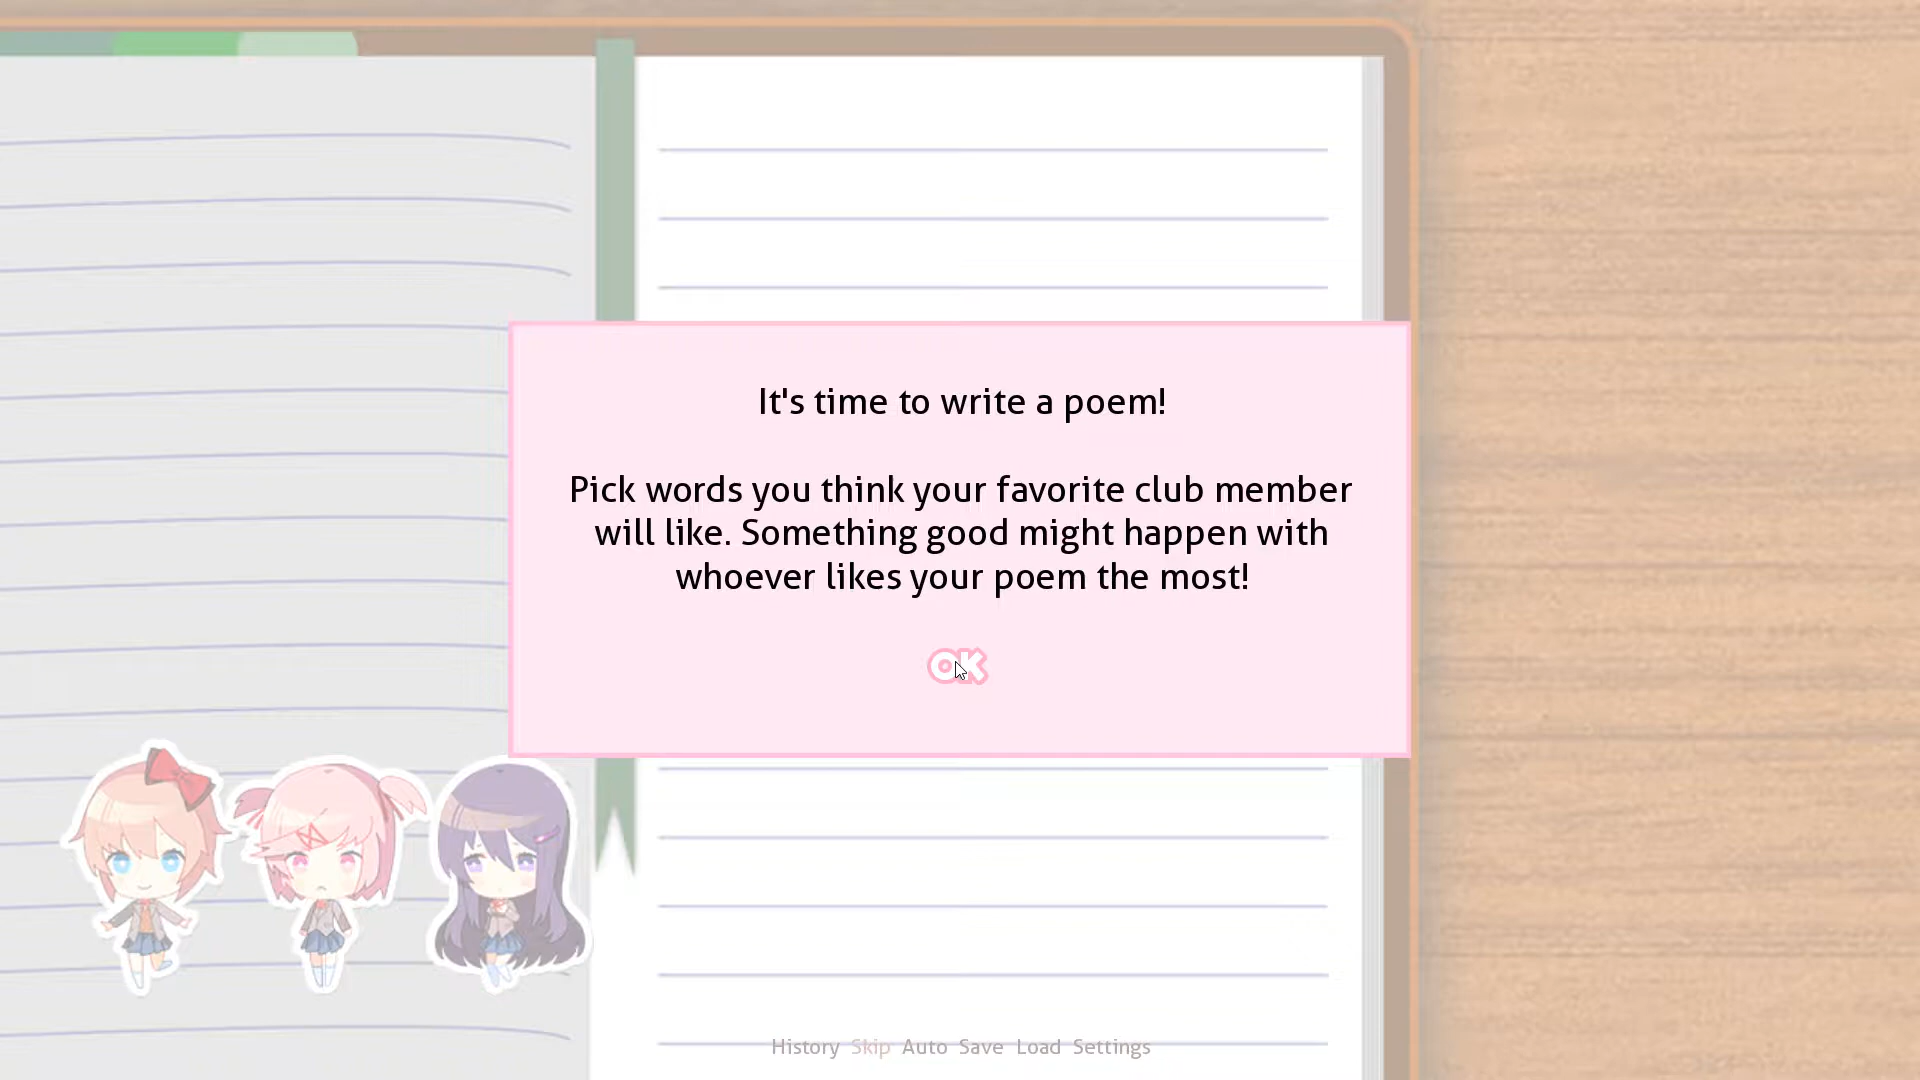 It's time to write a poem!
Pick words you think your favorite club member
will like. Something good might happen with
whoever likes your poem the most!
OK
History Skip Auto Save Load Settings